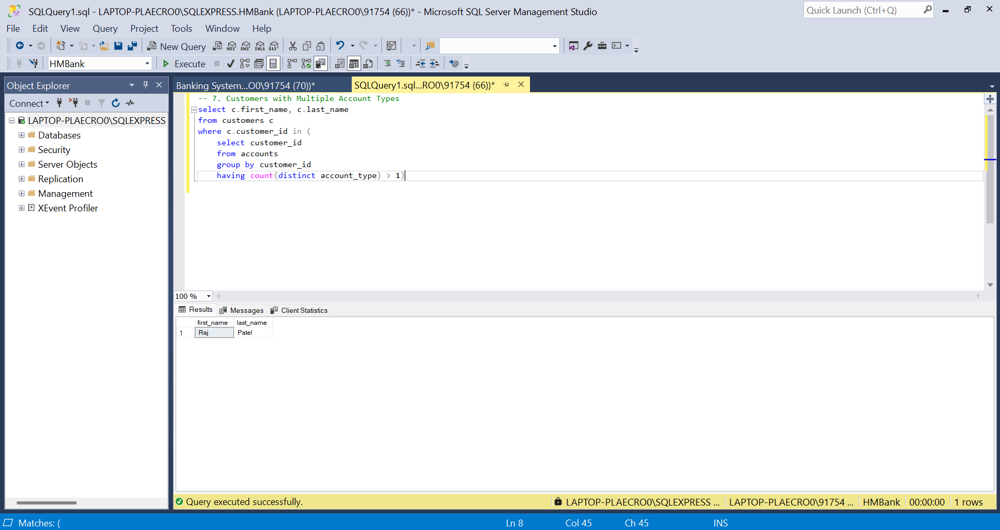 SQLQuery1.sql - LAPTOP-PLAECRO0\SQLEXPRESS.HMBank (LAPTOP-PLAECRO0\91754 (66))* - Microsoft SQL Server Management Studio
Quick Launch (Ctrl+Q)
File Edit View Query Project Tools Window Help
New Query MDX DMX XMLA DAX
HMBank
Execute
Object Explorer
Banking System...O0\91754 (70))*
SQLQuery1.sql...RO0\91754 (66))*
Connect
LAPTOP-PLAECRO0\SQLEXPRESS
Databases
Security
Server Objects
Replication
Management
XEvent Profiler
-- 7. Customers with Multiple Account Types
select c.first_name, c.last_name
from customers c
where c.customer_id in (
select customer_id
from accounts
group by customer_id
having count(distinct account_type) > 1)
100 %
Results Messages Client Statistics
first_name last_name
1 Raj Patel
Query executed successfully.
LAPTOP-PLAECRO0\SQLEXPRESS ... LAPTOP-PLAECRO0\91754 ... HMBank 00:00:00 1 rows
Matches: (
Ln 8 Col 45 Ch 45 INS